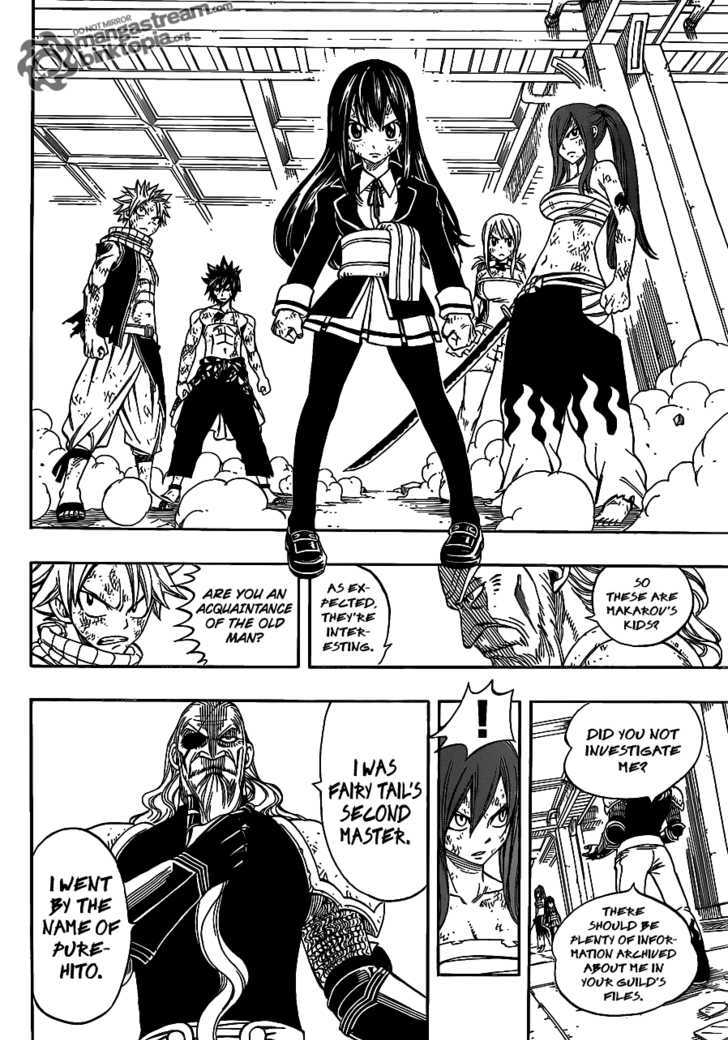 DO NOT MIRROR
mangastream.com
binktopia.org
SO
THESE ARE
MAKAROV'S
KIDS?
AS EX-
PECTED,
THEY'RE
INTER-
ESTING.
ARE YOU AN
ACQUAINTANCE
OF THE OLD
MAN?
DID YOU NOT
INVESTIGATE
ME?
THERE
SHOULD BE
PLENTY OF INFOR-
MATION ARCHIVED
ABOUT ME IN
YOUR GUILD'S
FILES.
!
I WAS
FAIRY TAIL'S
SECOND
MASTER.
I WENT
BY THE
NAME OF
PURE-
HITO.